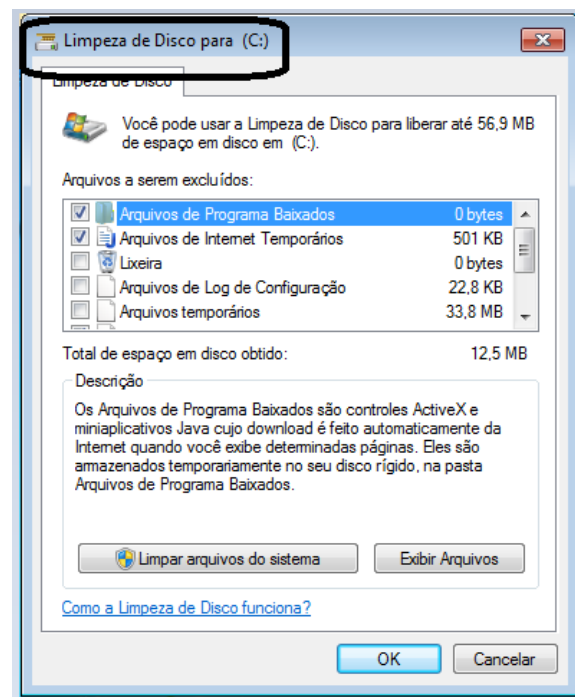 Limpeza de Disco para (C:)
Limpeza de Disco
Você pode usar a Limpeza de Disco para liberar até 56,9 MB
de espaço em disco em (C:).
Arquivos a serem excluídos:
Arquivos de Programa Baixados 0 bytes
Arquivos de Internet Temporários 501 KB
Lixeira 0 bytes
Arquivos de Log de Configuração 22,8 KB
Arquivos temporários 33,8 MB
Total de espaço em disco obtido: 12,5 MB
Descrição
Os Arquivos de Programa Baixados são controles ActiveX e
miniaplicativos Java cujo download é feito automaticamente da
Internet quando você exibe determinadas páginas. Eles são
armazenados temporariamente no seu disco rígido, na pasta
Arquivos de Programa Baixados.
Limpar arquivos do sistema Exibir Arquivos
Como a Limpeza de Disco funciona?
OK Cancelar